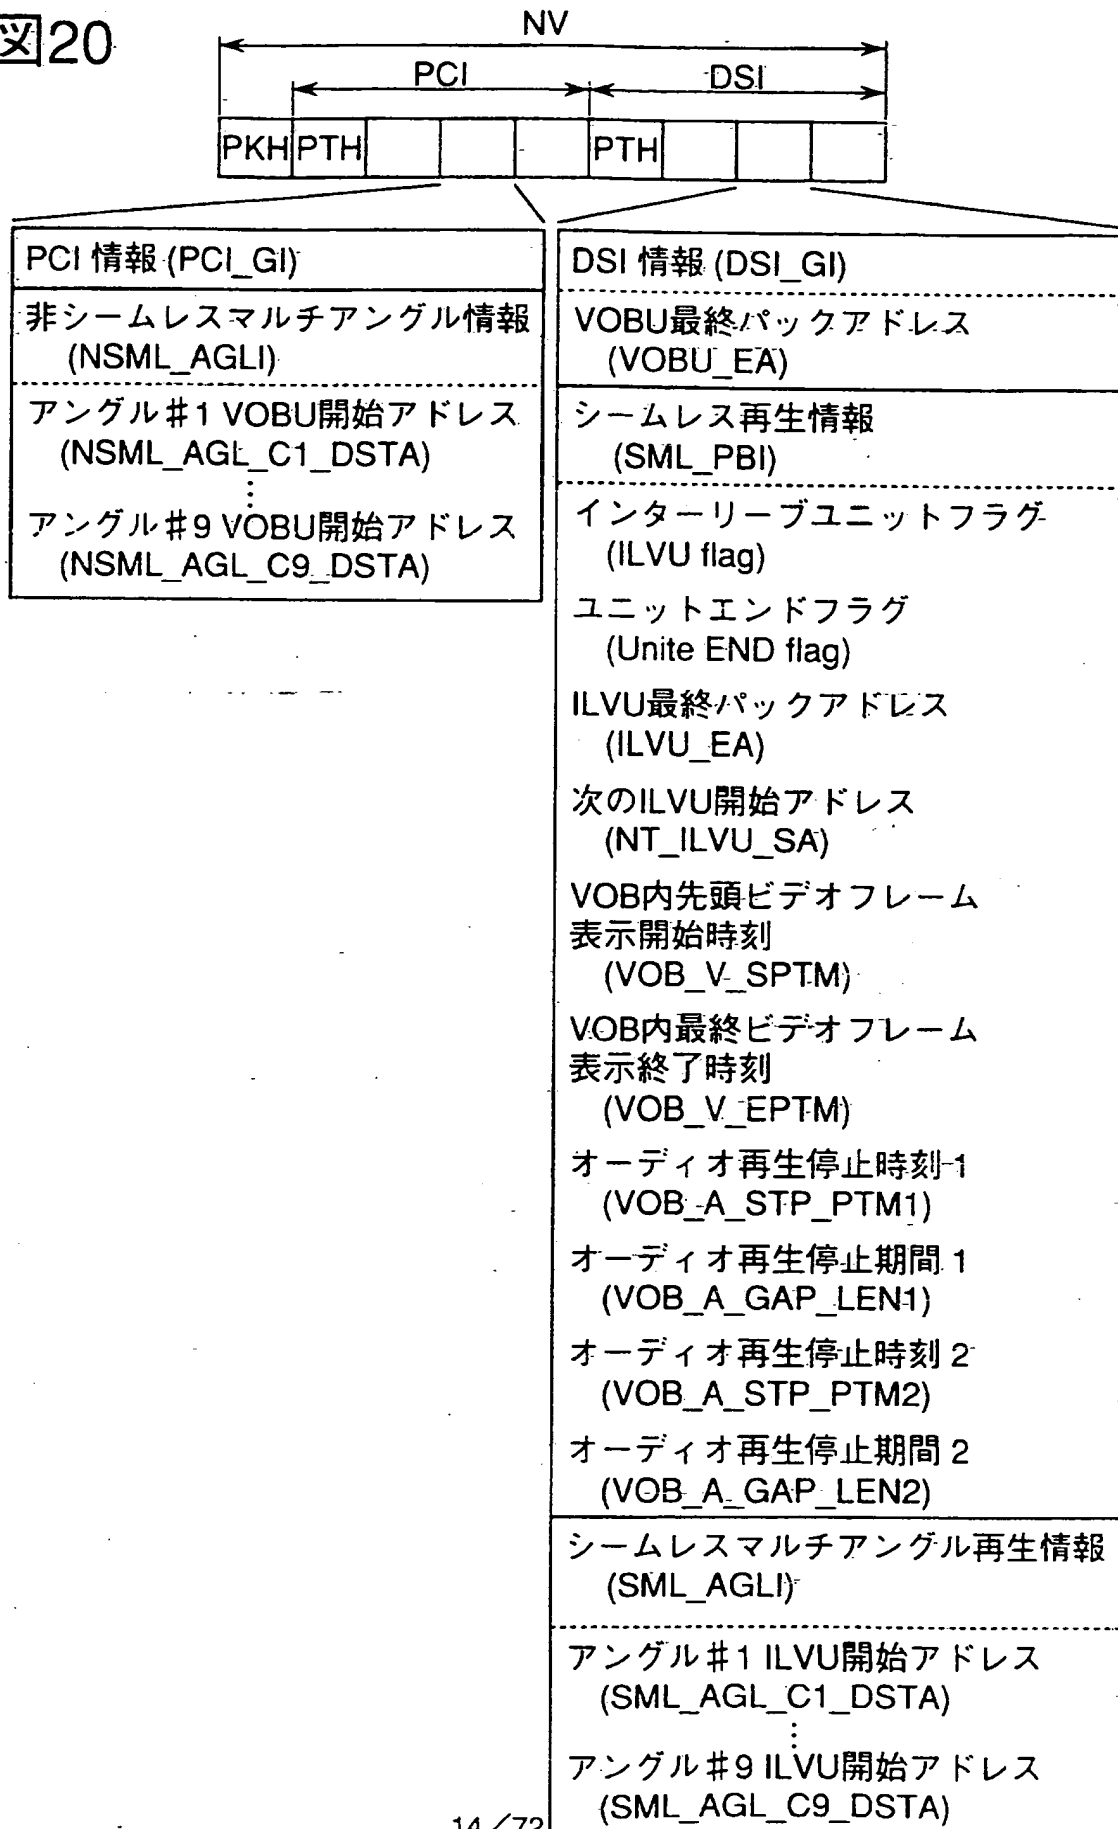 図20
NV
PCI
DSI
PKH PTH PTH
PCI 情報 (PCI_GI)
非シームレスマルチアングル情報
(NSML_AGLI)
アングル♯1 VOBU開始アドレス
(NSML_AGL_C1_DSTA)
⋮
アングル♯9 VOBU開始アドレス
(NSML_AGL_C9_DSTA)
DSI 情報 (DSI_GI)
VOBU最終パックアドレス
(VOBU_EA)
シームレス再生情報
(SML_PBI)
インターリーブユニットフラグ
(ILVU flag)
ユニットエンドフラグ
(Unite END flag)
ILVU最終パックアドレス
(ILVU_EA)
次のILVU開始アドレス
(NT_ILVU_SA)
VOB内先頭ビデオフレーム
表示開始時刻
(VOB_V_SPTM)
VOB内最終ビデオフレーム
表示終了時刻
(VOB_V_EPTM)
オーディオ再生停止時刻 1
(VOB_A_STP_PTM1)
オーディオ再生停止期間 1
(VOB_A_GAP_LEN1)
オーディオ再生停止時刻 2
(VOB_A_STP_PTM2)
オーディオ再生停止期間 2
(VOB_A_GAP_LEN2)
シームレスマルチアングル再生情報
(SML_AGLI)
アングル♯1 ILVU開始アドレス
(SML_AGL_C1_DSTA)
⋮
アングル♯9 ILVU開始アドレス
(SML_AGL_C9_DSTA)
14/72